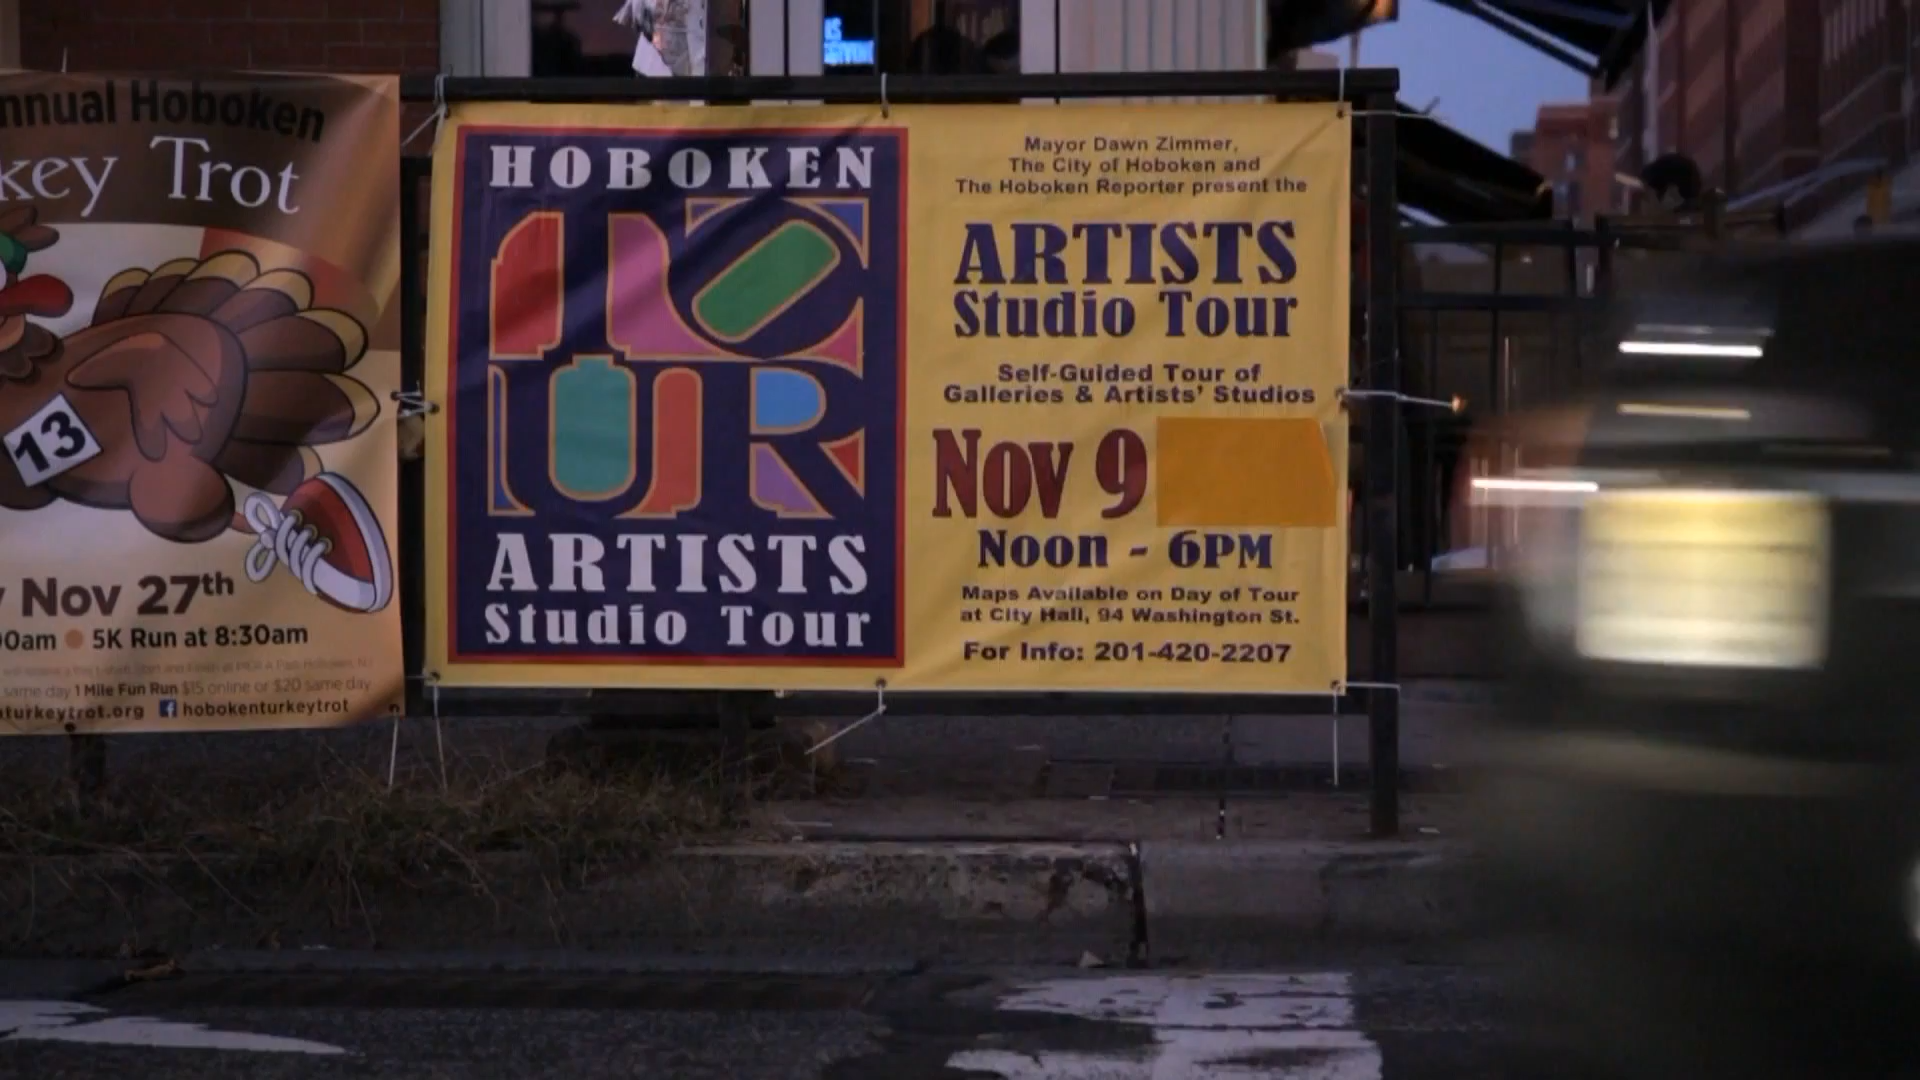 nnual Hoboken
key Trot
13
Nov 27th
00am 5K Run at 8:30am
same day 1 Mile Fun Run $15 online or $20 same day
turkeytrot.org hobokenturkeytrot
HOBOKEN
TOUR
ARTISTS
Studio Tour
Mayor Dawn Zimmer,
The City of Hoboken and
The Hoboken Reporter present the
ARTISTS
Studio Tour
Self-Guided Tour of
Galleries & Artists' Studios
Nov 9
Noon - 6PM
Maps Available on Day of Tour
at City Hall, 94 Washington St.
For Info: 201-420-2207